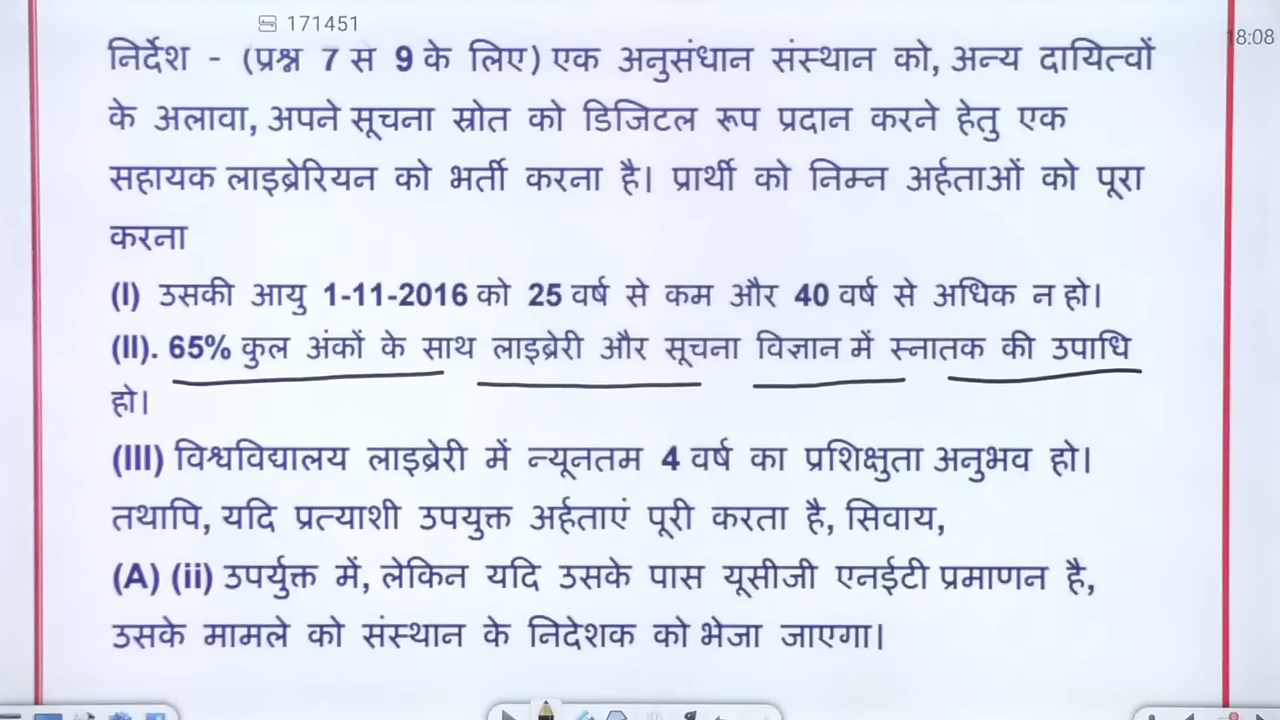 171451
18:08
निर्देश - (प्रश्न 7 से 9 के लिए) एक अनुसंधान संस्थान को, अन्य दायित्वों
के अलावा, अपने सूचना स्रोत को डिजिटल रूप प्रदान करने हेतु एक
सहायक लाइब्रेरियन को भर्ती करना है। प्रार्थी को निम्न अर्हताओं को पूरा
करना
(I) उसकी आयु 1-11-2016 को 25 वर्ष से कम और 40 वर्ष से अधिक न हो।
(II). 65% कुल अंकों के साथ लाइब्रेरी और सूचना विज्ञान में स्नातक की उपाधि
हो।
(III) विश्वविद्यालय लाइब्रेरी में न्यूनतम 4 वर्ष का प्रशिक्षुता अनुभव हो।
तथापि, यदि प्रत्याशी उपयुक्त अर्हताएं पूरी करता है, सिवाय,
(A) (ii) उपर्युक्त में, लेकिन यदि उसके पास यूसीजी एनईटी प्रमाणन है,
उसके मामले को संस्थान के निदेशक को भेजा जाएगा।